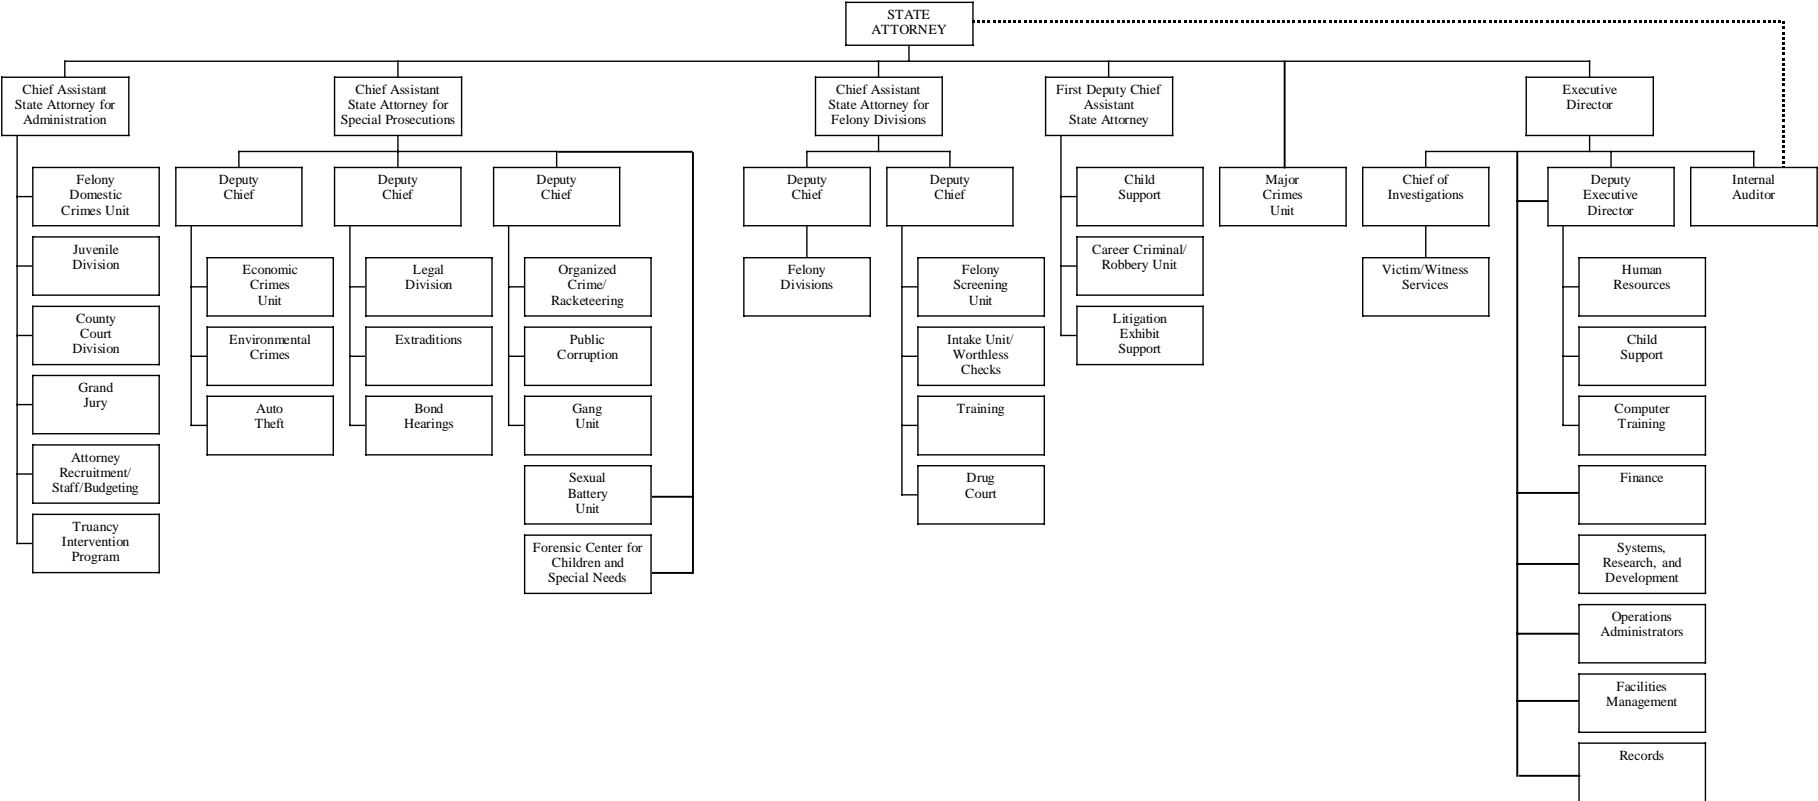 STATE
ATTORNEY
Chief Assistant
State Attorney for
Administration
Chief Assistant
State Attorney for
Special Prosecutions
Chief Assistant
State Attorney for
Felony Divisions
First Deputy Chief
Assistant
State Attorney
Executive
Director
Felony
Domestic
Crimes Unit
Deputy
Chief
Deputy
Chief
Deputy
Chief
Deputy
Chief
Deputy
Chief
Child
Support
Major
Crimes
Unit
Chief of
Investigations
Deputy
Executive
Director
Internal
Auditor
Juvenile
Division
Economic
Crimes
Unit
Legal
Division
Organized
Crime/
Racketeering
Felony
Divisions
Felony
Screening
Unit
Career Criminal/
Robbery Unit
Victim/Witness
Services
Human
Resources
County
Court
Division
Environmental
Crimes
Extraditions
Public
Corruption
Intake Unit/
Worthless
Checks
Litigation
Exhibit
Support
Child
Support
Grand
Jury
Auto
Theft
Bond
Hearings
Gang
Unit
Training
Computer
Training
Attorney
Recruitment/
Staff/Budgeting
Sexual
Battery
Unit
Drug
Court
Finance
Truancy
Intervention
Program
Forensic Center for
Children and
Special Needs
Systems,
Research, and
Development
Operations
Administrators
Facilities
Management
Records